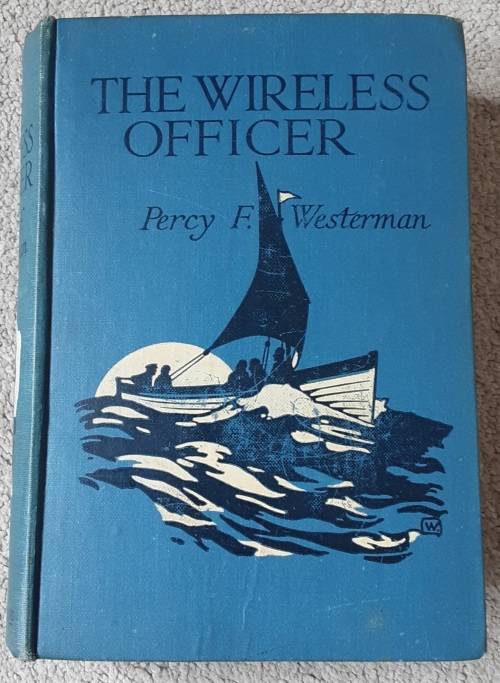 THE WIRELESS
OFFICER
Percy F. Westerman
W.